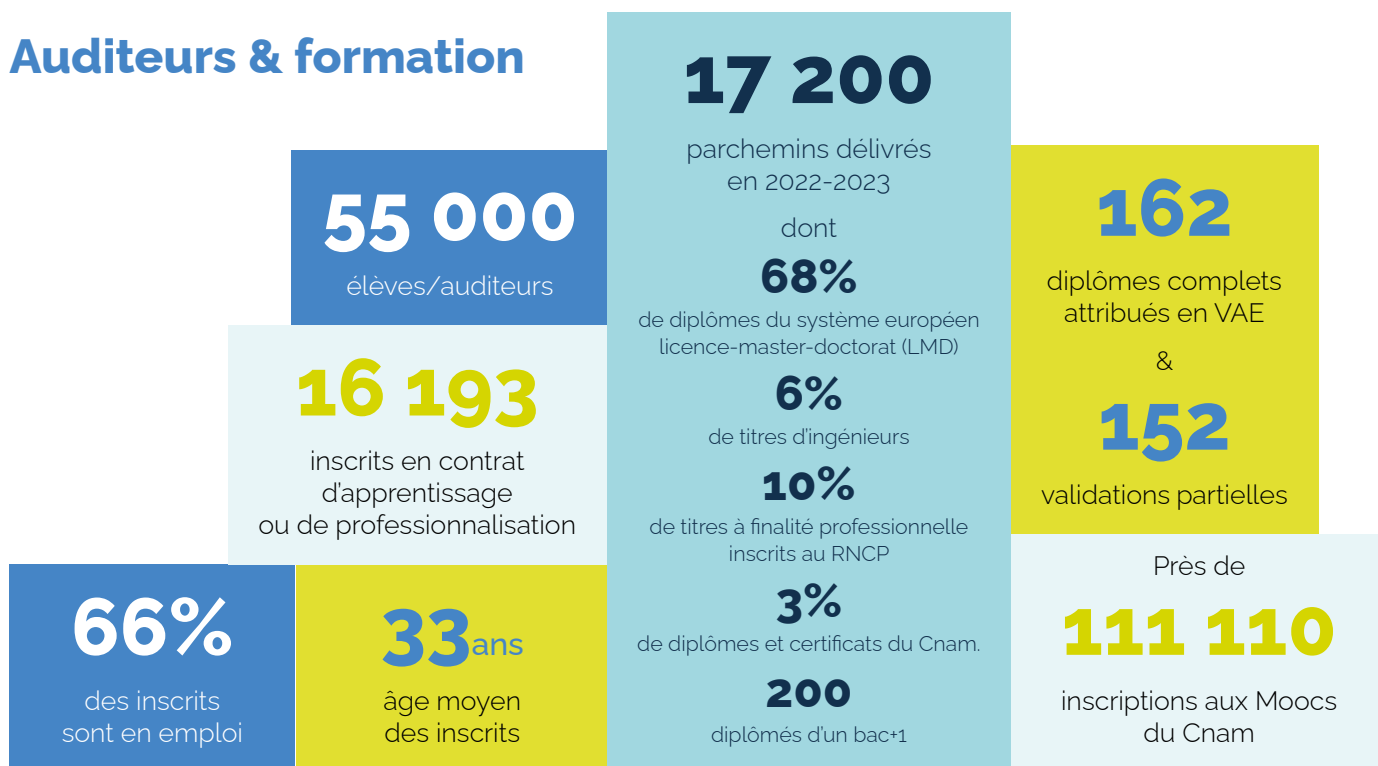 Auditeurs & formation
55 000
élèves/auditeurs
16 193
inscrits en contrat
d'apprentissage
ou de professionnalisation
66%
des inscrits
sont en emploi
33 ans
âge moyen
des inscrits
17 200
parchemins délivrés
en 2022-2023
dont
68%
de diplômes du système européen
licence-master-doctorat (LMD)
6%
de titres d'ingénieurs
10%
de titres à finalité professionnelle
inscrits au RNCP
3%
de diplômes et certificats du Cnam.
200
diplômés d'un bac+1
162
diplômes complets
attribués en VAE
&
152
validations partielles
Près de
111 110
inscriptions aux Moocs
du Cnam